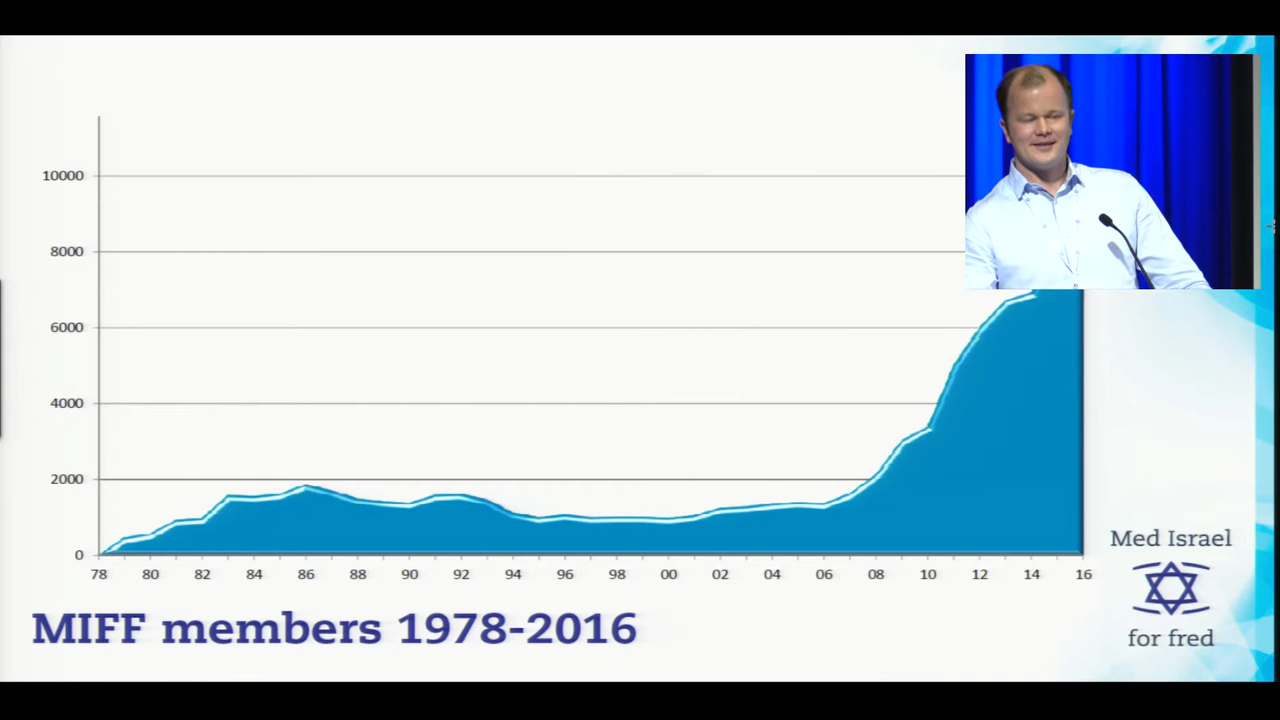 10000
8000
6000
4000
2000
0
78 80 82 84 86 88 90 92 94 96 98 00 02 04 06 08 10 12 14 16
MIFF members 1978-2016
Med Israel
for fred